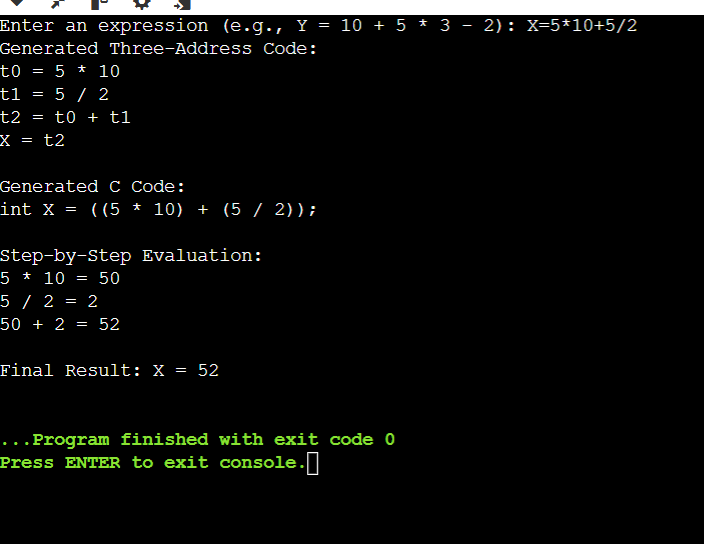 Enter an expression (e.g., Y = 10 + 5 * 3 - 2): X=5*10+5/2
Generated Three-Address Code:
t0 = 5 * 10
t1 = 5 / 2
t2 = t0 + t1
X = t2
Generated C Code:
int X = ((5 * 10) + (5 / 2));
Step-by-Step Evaluation:
5 * 10 = 50
5 / 2 = 2
50 + 2 = 52
Final Result: X = 52
...Program finished with exit code 0
Press ENTER to exit console.